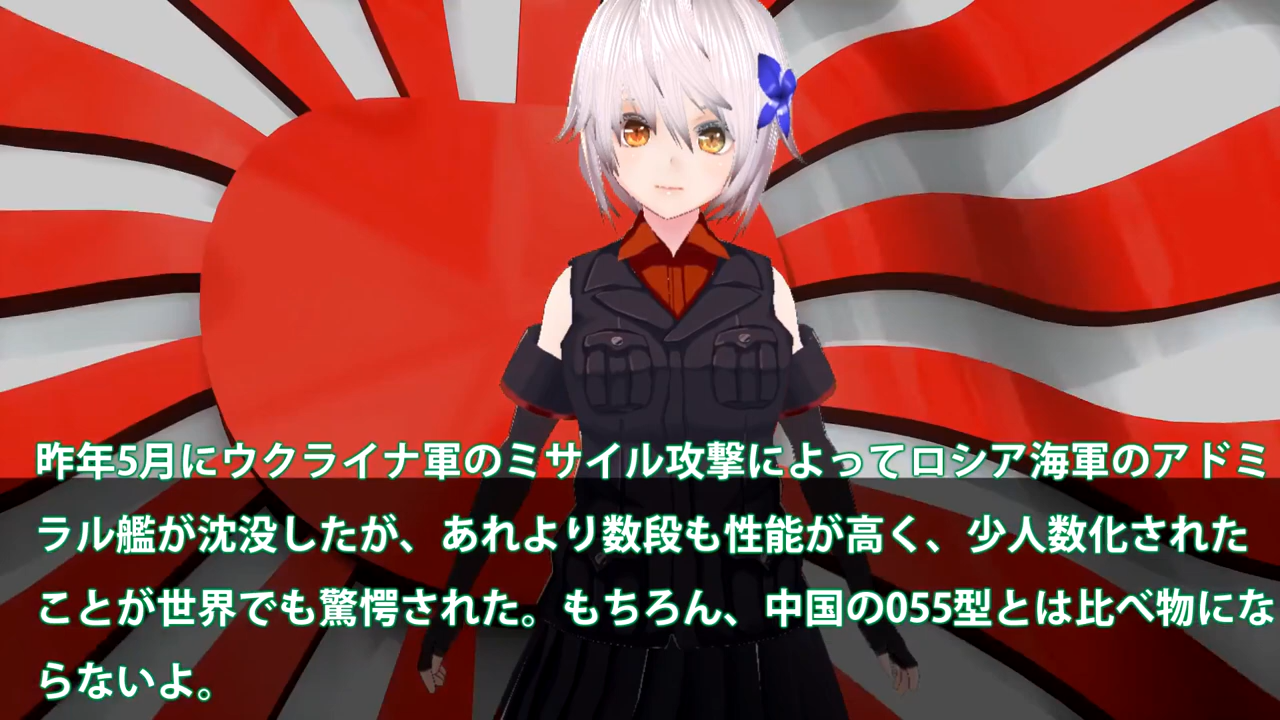 昨年5月にウクライナ軍のミサイル攻撃によってロシア海軍のアドミ
ラル艦が沈没したが、あれより数段も性能が高く、少人数化された
ことが世界でも驚愕された。もちろん、中国の055型とは比べ物にな
らないよ。